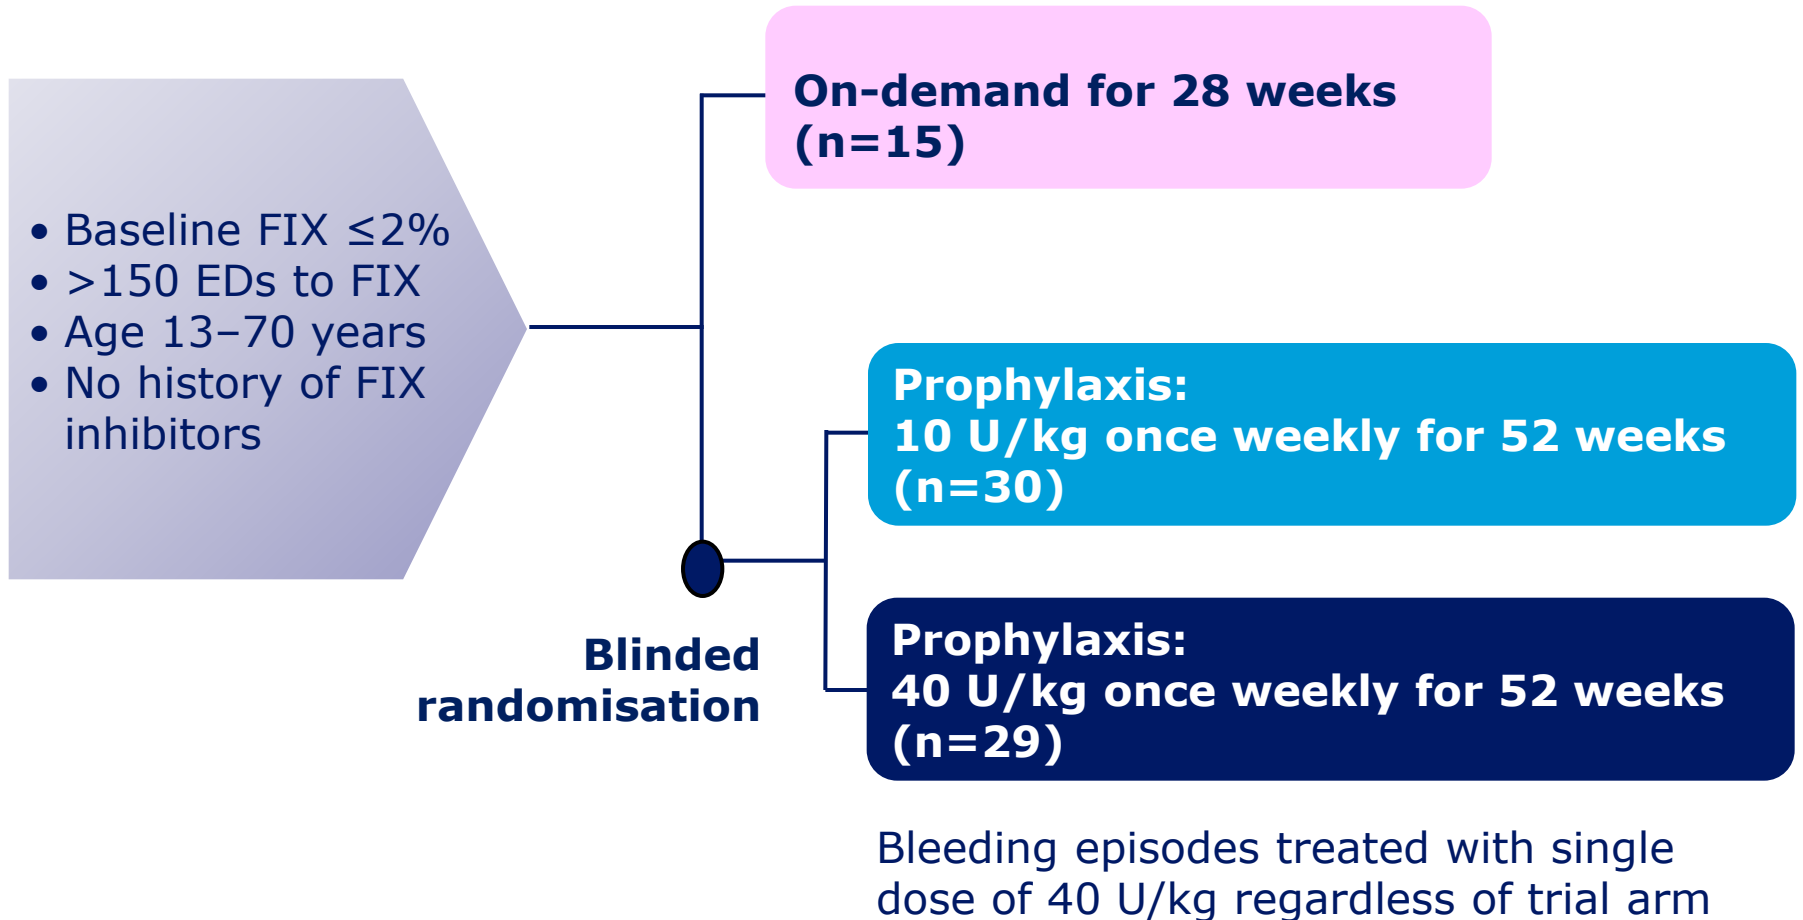 On-demand for 28 weeks
(n=15)
• Baseline FIX ≤2%
• >150 EDs to FIX
• Age 13–70 years
• No history of FIX
inhibitors
Prophylaxis:
10 U/kg once weekly for 52 weeks
(n=30)
Blinded
randomisation
Prophylaxis:
40 U/kg once weekly for 52 weeks
(n=29)
Bleeding episodes treated with single
dose of 40 U/kg regardless of trial arm